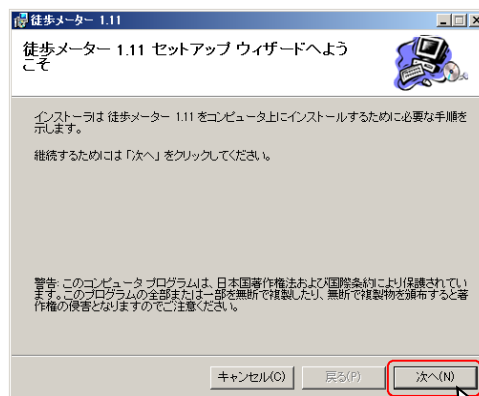 徒歩メーター 1.11
徒歩メーター 1.11 セットアップ ウィザードへよう
こそ
インストーラは 徒歩メーター 1.11 をコンピュータ上にインストールするために必要な手順を
示します。
継続するためには「次へ」をクリックしてください。
警告: このコンピュータ プログラムは、日本国著作権法および国際条約により保護されてい
ます。このプログラムの全部または一部を無断で複製したり、無断で複製物を頒布すると著
作権の侵害となりますのでご注意ください。
キャンセル(C) 戻る(P) 次へ(N)